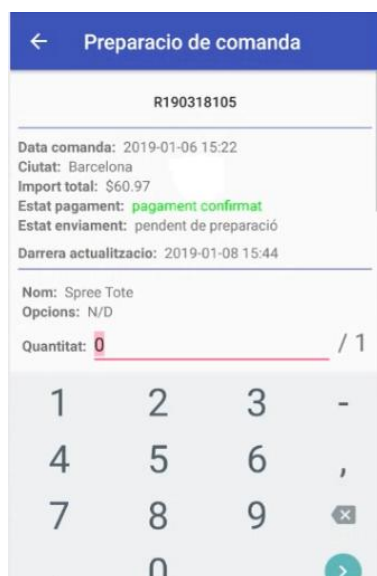 Preparacio de comanda
R190318105
Data comanda: 2019-01-06 15:22
Ciutat: Barcelona
Import total: $60.97
Estat pagament: pagament confirmat
Estat enviament: pendent de preparació
Darrera actualitzacio: 2019-01-08 15:44
Nom: Spree Tote
Opcions: N/D
Quantitat: 0 / 1
1 2 3 -
4 5 6 ,
7 8 9
0